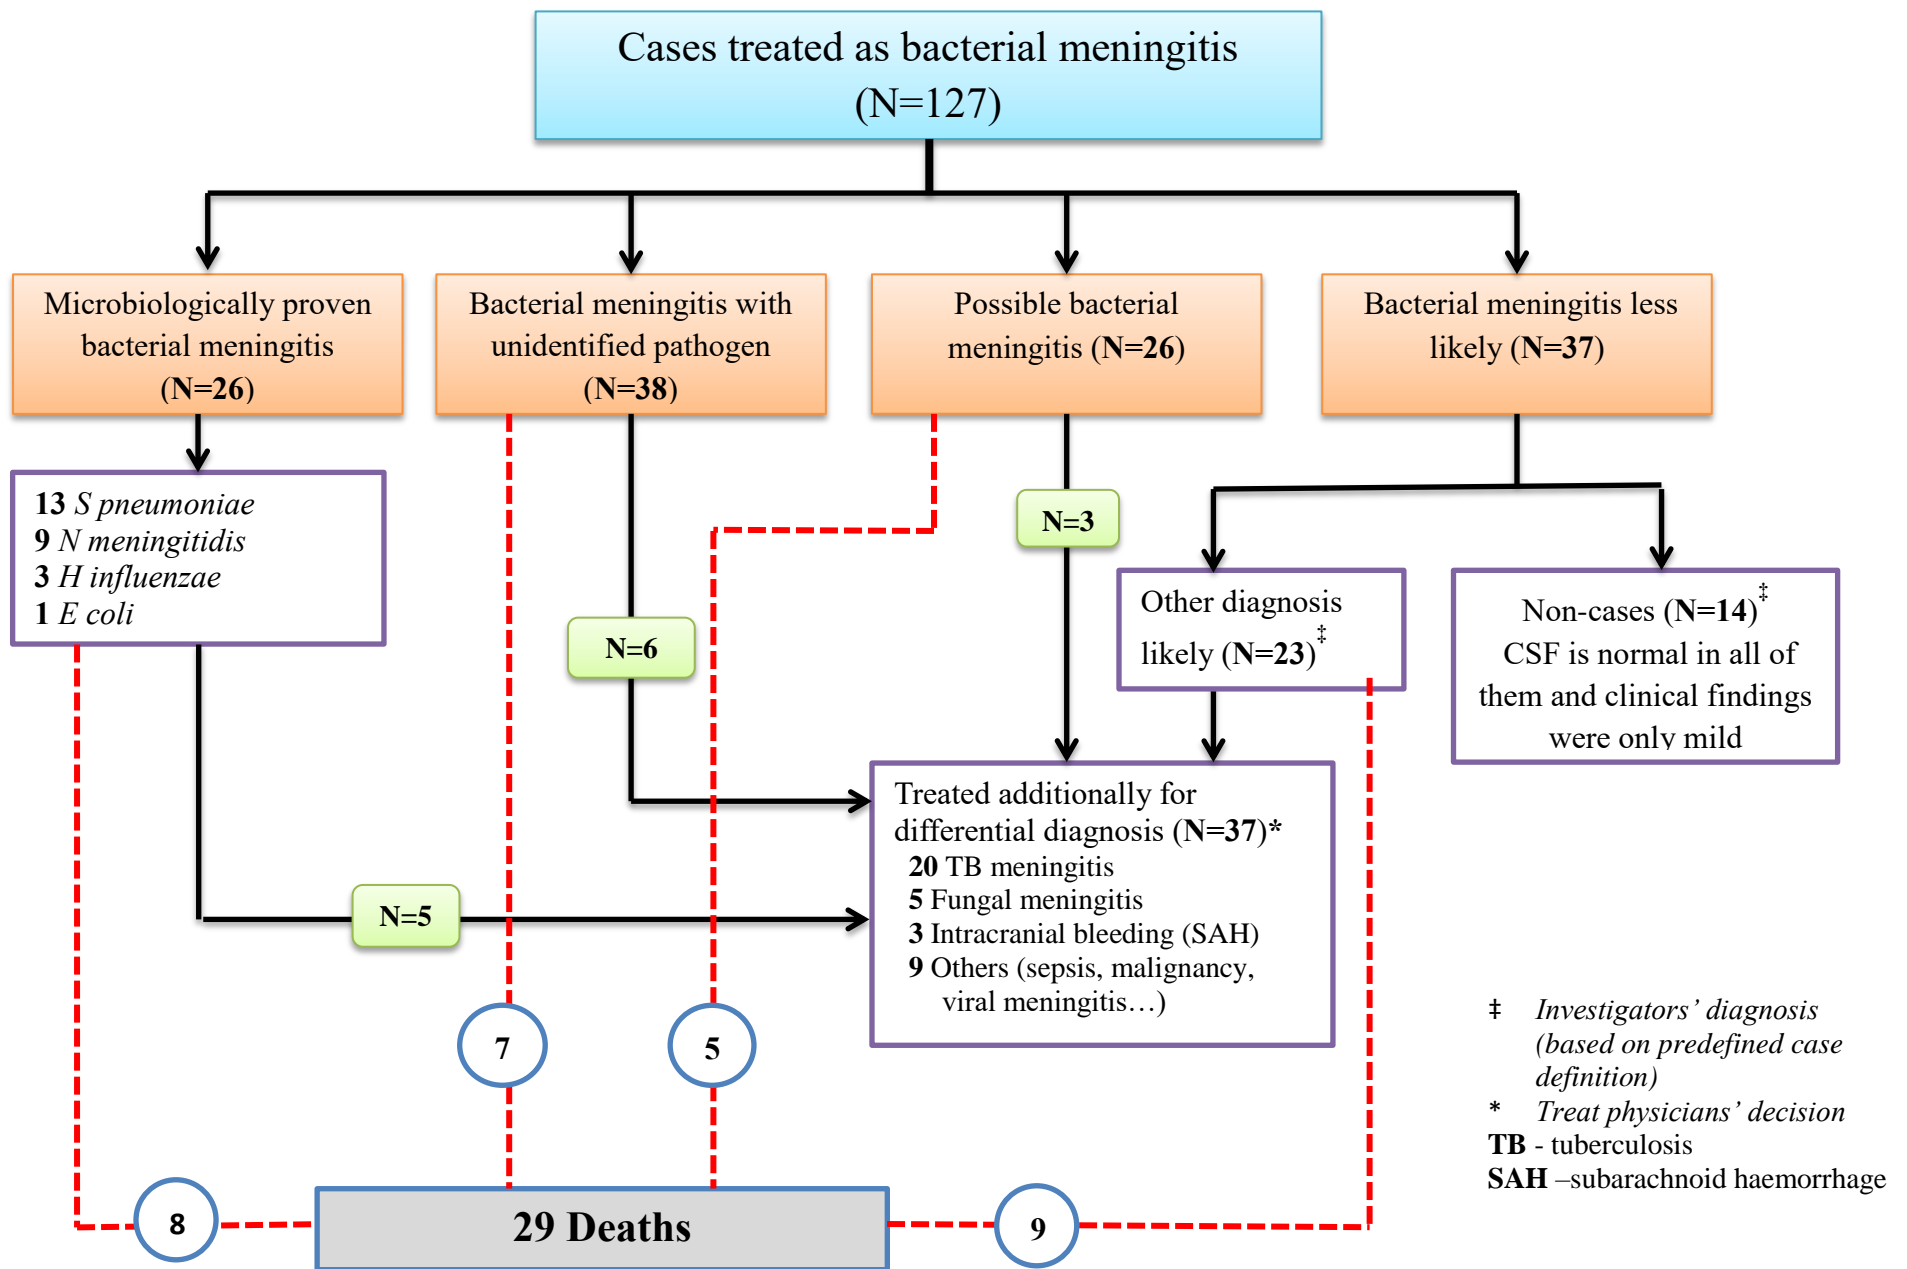 Cases treated as bacterial meningitis
(N=127)
Microbiologically proven
bacterial meningitis
(N=26)
Bacterial meningitis with
unidentified pathogen
(N=38)
Possible bacterial
meningitis (N=26)
Bacterial meningitis less
likely (N=37)
13 S pneumoniae
9 N meningitidis
3 H influenzae
1 E coli
N=3
N=6
Other diagnosis
likely (N=23)‡
Non-cases (N=14)‡
CSF is normal in all of
them and clinical findings
were only mild
Treated additionally for
differential diagnosis (N=37)*
20 TB meningitis
5 Fungal meningitis
3 Intracranial bleeding (SAH)
9 Others (sepsis, malignancy,
viral meningitis…)
N=5
7
5
8
29 Deaths
9
‡ Investigators’ diagnosis
(based on predefined case
definition)
* Treat physicians’ decision
TB - tuberculosis
SAH –subarachnoid haemorrhage